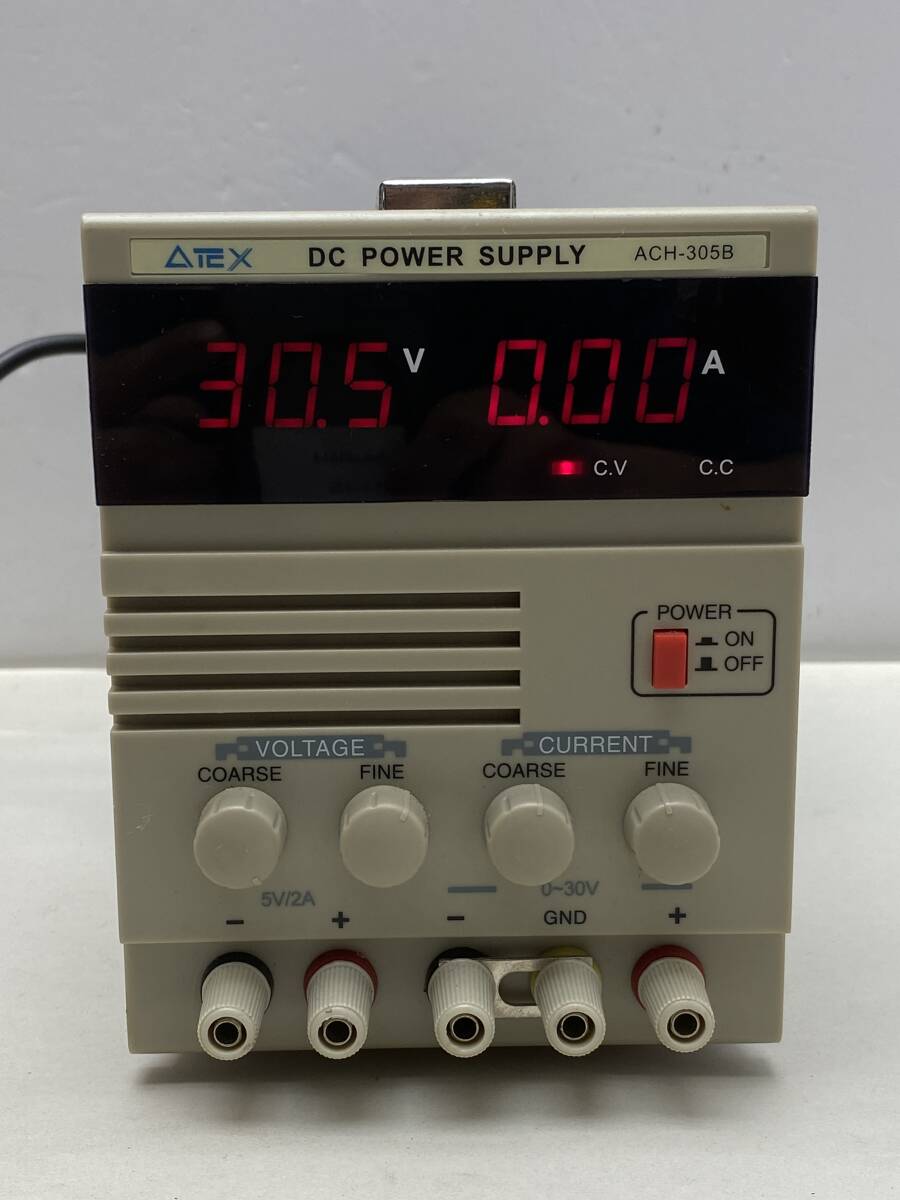 ATEX DC POWER SUPPLY ACH-305B
30.5 V 0.00 A
C.V C.C
POWER
ON
OFF
VOLTAGE CURRENT
COARSE FINE COARSE FINE
5V/2A 0~30V
- + - GND +